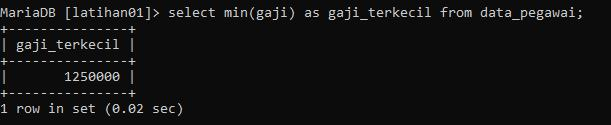 MariaDB [latihan01]> select min(gaji) as gaji_terkecil from data_pegawai;
+---------------+
| gaji_terkecil |
+---------------+
|       1250000 |
+---------------+
1 row in set (0.02 sec)